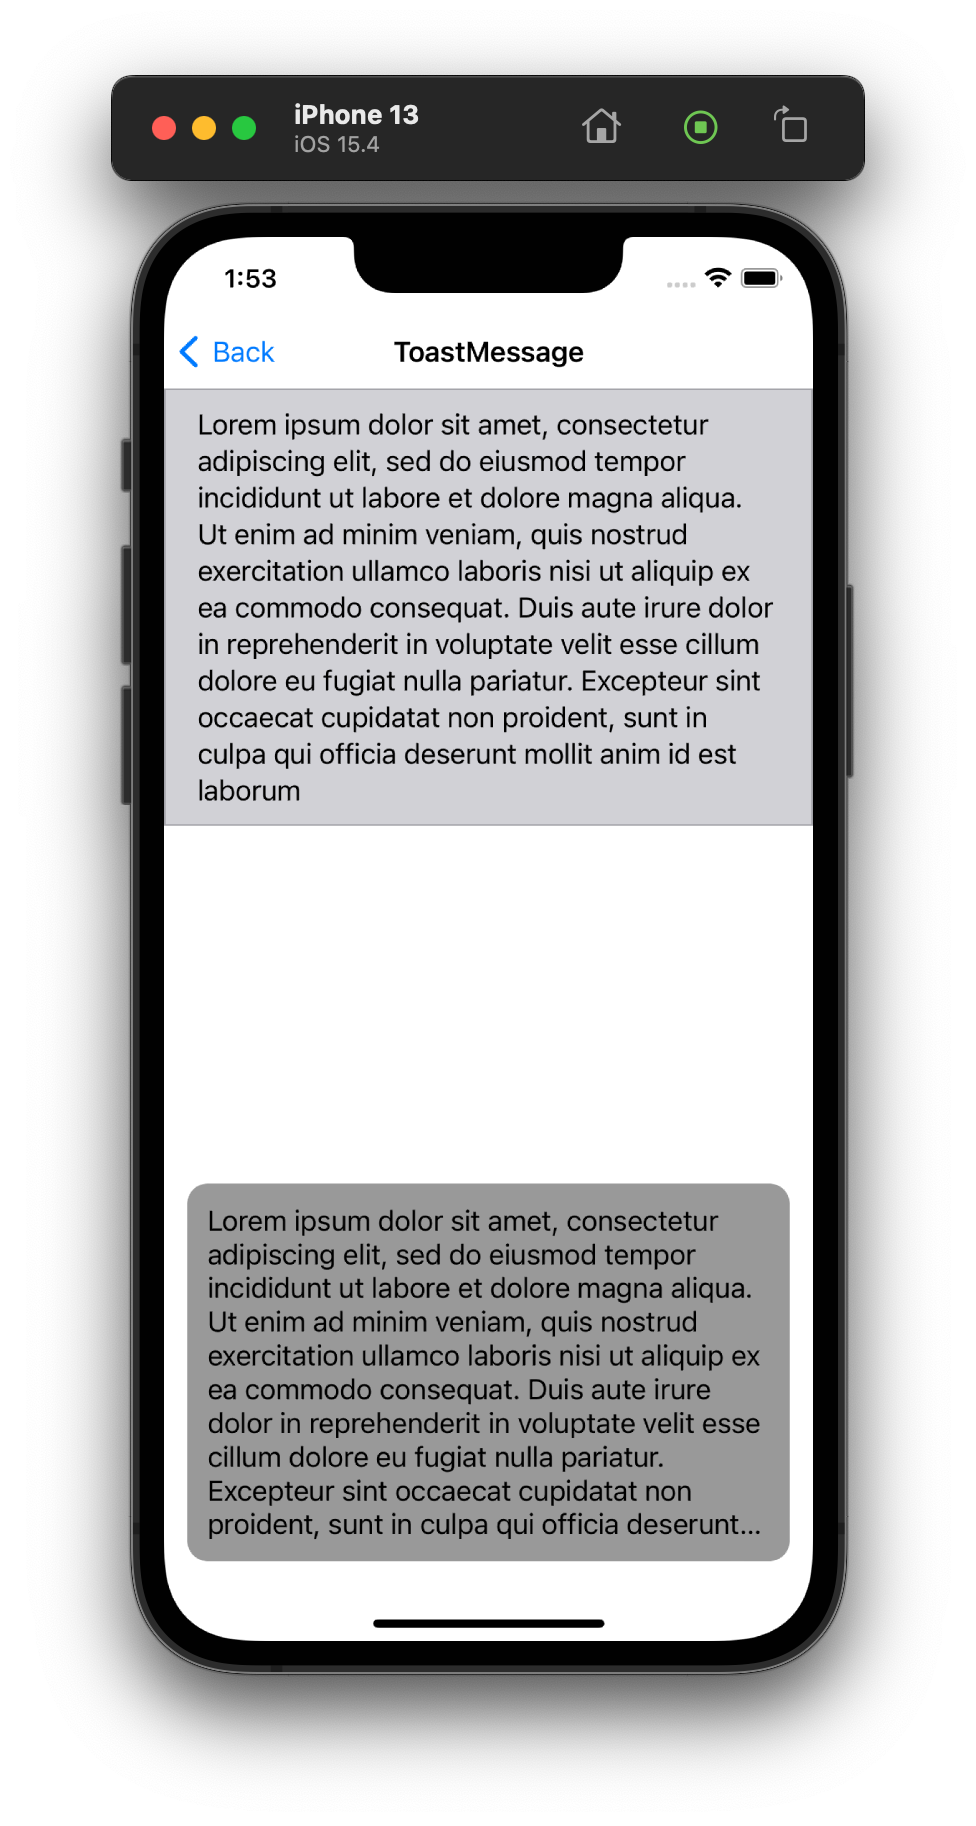 iPhone 13
iOS 15.4
1:53
Back
ToastMessage
Lorem ipsum dolor sit amet, consectetur
adipiscing elit, sed do eiusmod tempor
incididunt ut labore et dolore magna aliqua.
Ut enim ad minim veniam, quis nostrud
exercitation ullamco laboris nisi ut aliquip ex
ea commodo consequat. Duis aute irure dolor
in reprehenderit in voluptate velit esse cillum
dolore eu fugiat nulla pariatur. Excepteur sint
occaecat cupidatat non proident, sunt in
culpa qui officia deserunt mollit anim id est
laborum
Lorem ipsum dolor sit amet, consectetur
adipiscing elit, sed do eiusmod tempor
incididunt ut labore et dolore magna aliqua.
Ut enim ad minim veniam, quis nostrud
exercitation ullamco laboris nisi ut aliquip ex
ea commodo consequat. Duis aute irure
dolor in reprehenderit in voluptate velit esse
cillum dolore eu fugiat nulla pariatur.
Excepteur sint occaecat cupidatat non
proident, sunt in culpa qui officia deserunt...